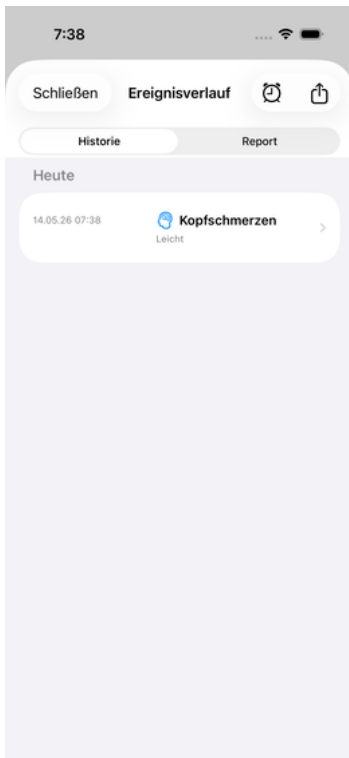 7:38
Schließen
Ereignisverlauf
Historie
Report
Heute
14.05.26 07:38
Kopfschmerzen
Leicht